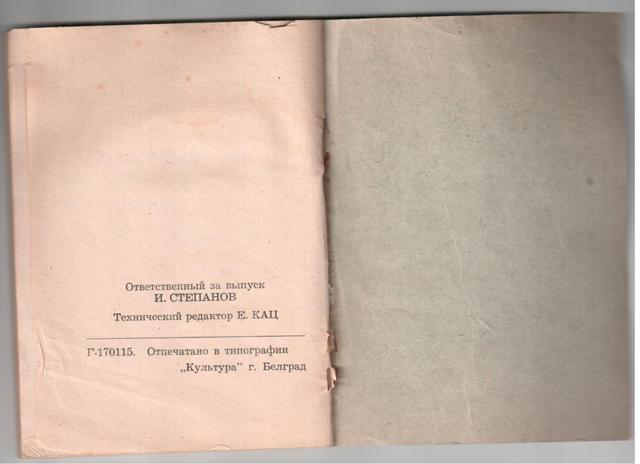 Ответственный за выпуск
И. СТЕПАНОВ
Технический редактор Е. КАЦ
Г-170115. Отпечатано в типографии
„Культура" г. Белград